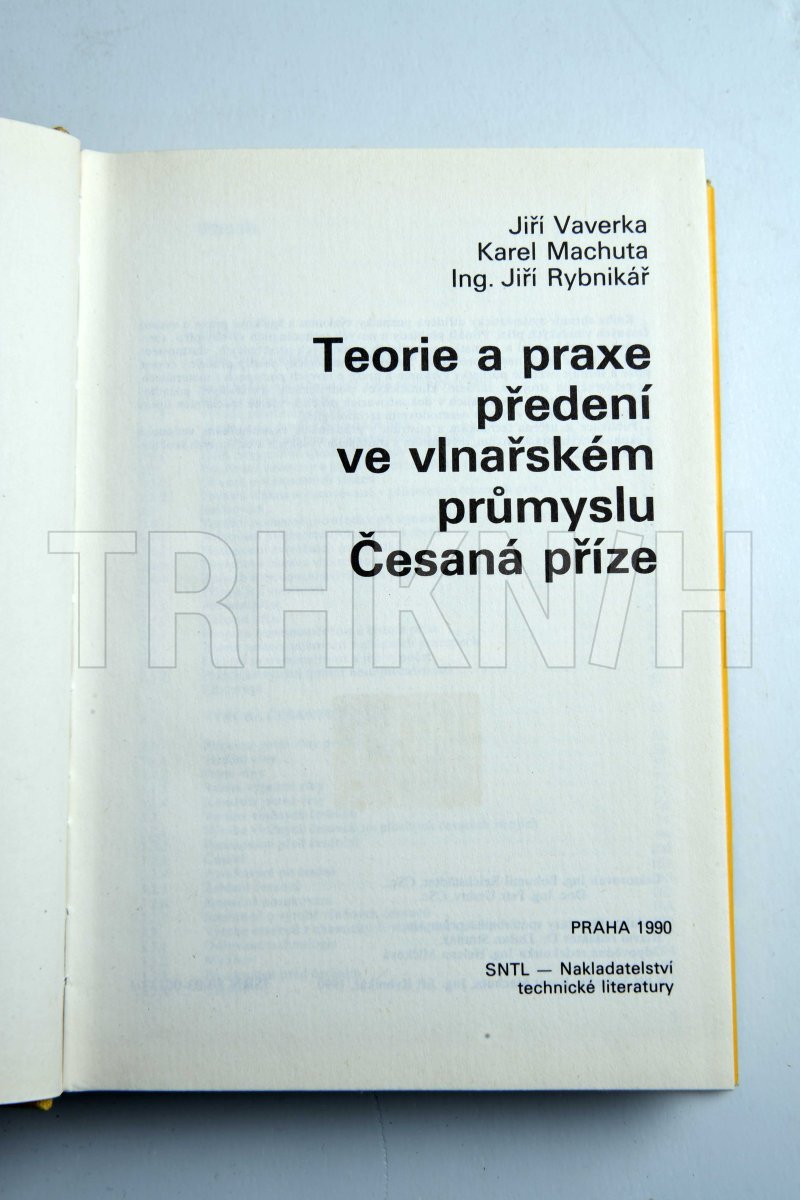 Jiří Vaverka
Karel Machuta
Ing. Jiří Rybnikář
Teorie a praxe
předení
ve vlnařském
průmyslu
Česaná příze
TRHKNIH
PRAHA 1990
SNTL — Nakladatelství
technické literatury